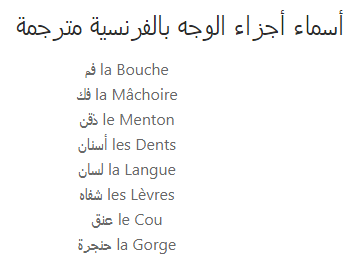 أسماء أجزاء الوجه بالفرنسية مترجمة
فم la Bouche
فك la Mâchoire
ذقن le Menton
أسنان les Dents
لسان la Langue
شفاه les Lèvres
عنق le Cou
حنجرة la Gorge